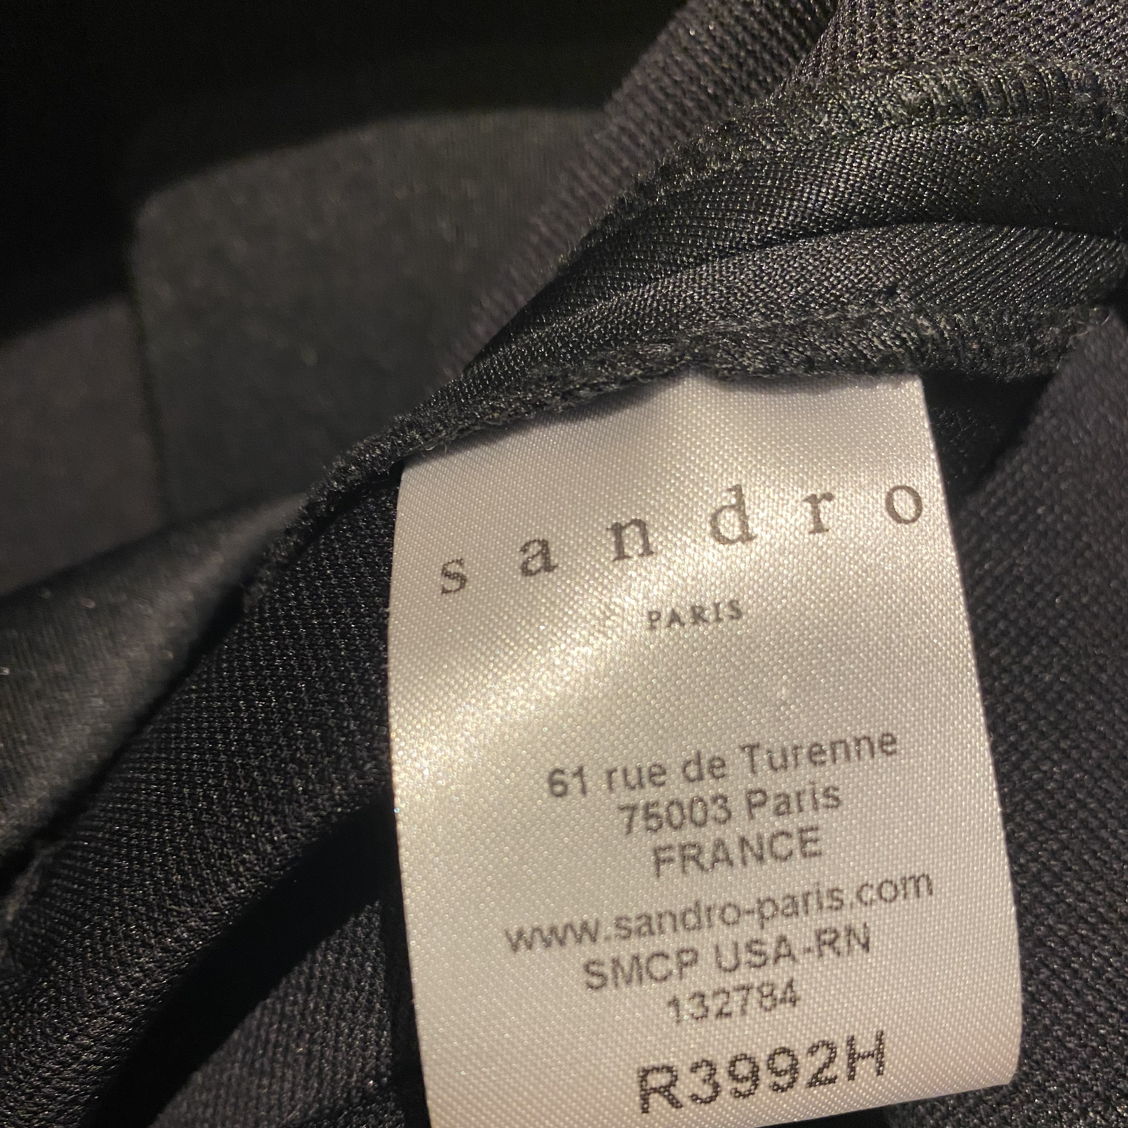 sandro
PARIS
61 rue de Turenne
75003 Paris
FRANCE
www.sandro-paris.com
SMCP USA-RN
132784
R3992H